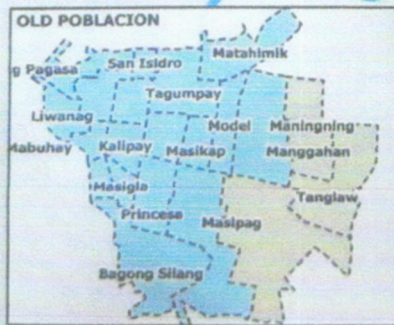 OLD POBLACION
Matahimik
San Isidro
g Pagasa
Tagumpay
Liwanag
Model
Maningning
Mabuhay
Kalipay
Masikap
Manggahan
Masigla
Tanglaw
Princesa
Masipag
Bagong Silang